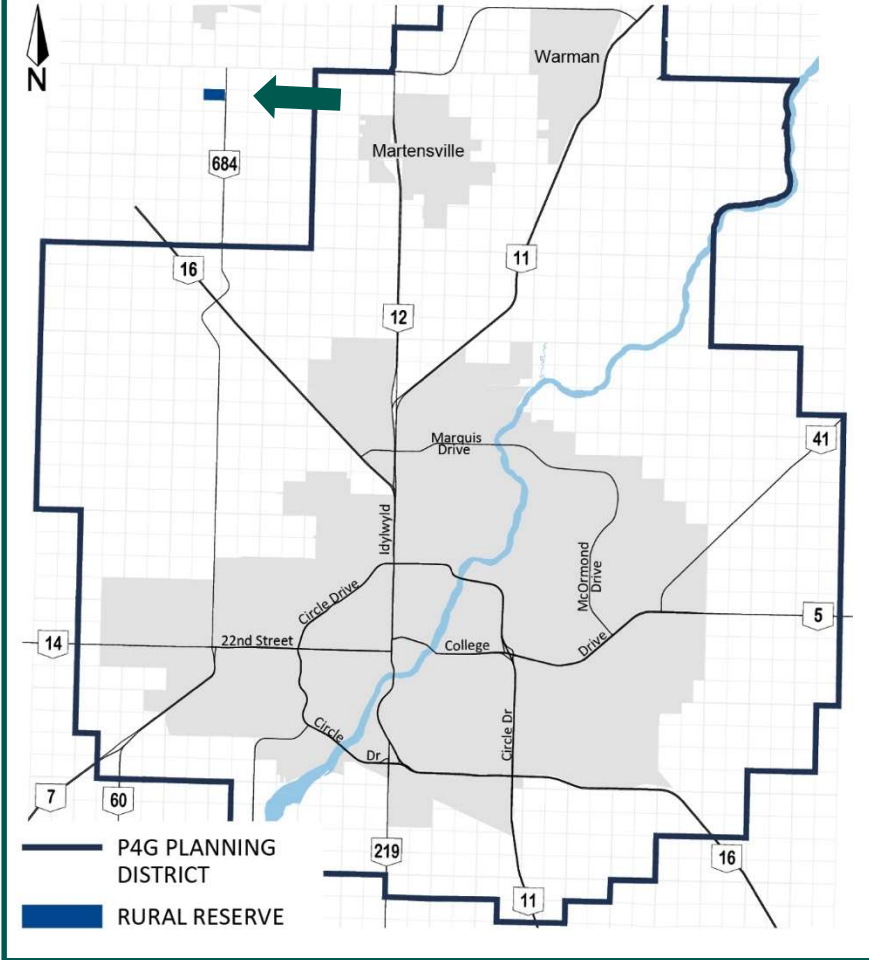 N
Warman
Martensville
684
16
11
12
41
Marquis
Drive
Idylwyld
McOrmond
Drive
Circle Drive
5
14
22nd Street
College
Drive
Circle
Dr
Circle Dr
7
60
219
16
11
P4G PLANNING
DISTRICT
RURAL RESERVE